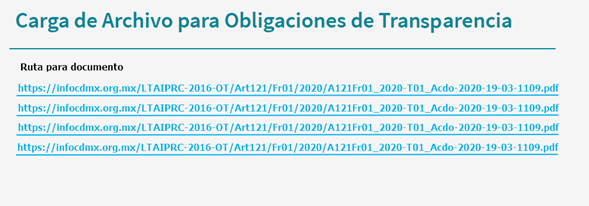 Carga de Archivo para Obligaciones de Transparencia
Ruta para documento
https://infocdmx.org.mx/LTAIPRC-2016-OT/Art121/Fr01/2020/A121Fr01_2020-T01_Acdo-2020-19-03-1109.pdf
https://infocdmx.org.mx/LTAIPRC-2016-OT/Art121/Fr01/2020/A121Fr01_2020-T01_Acdo-2020-19-03-1109.pdf
https://infocdmx.org.mx/LTAIPRC-2016-OT/Art121/Fr01/2020/A121Fr01_2020-T01_Acdo-2020-19-03-1109.pdf
https://infocdmx.org.mx/LTAIPRC-2016-OT/Art121/Fr01/2020/A121Fr01_2020-T01_Acdo-2020-19-03-1109.pdf